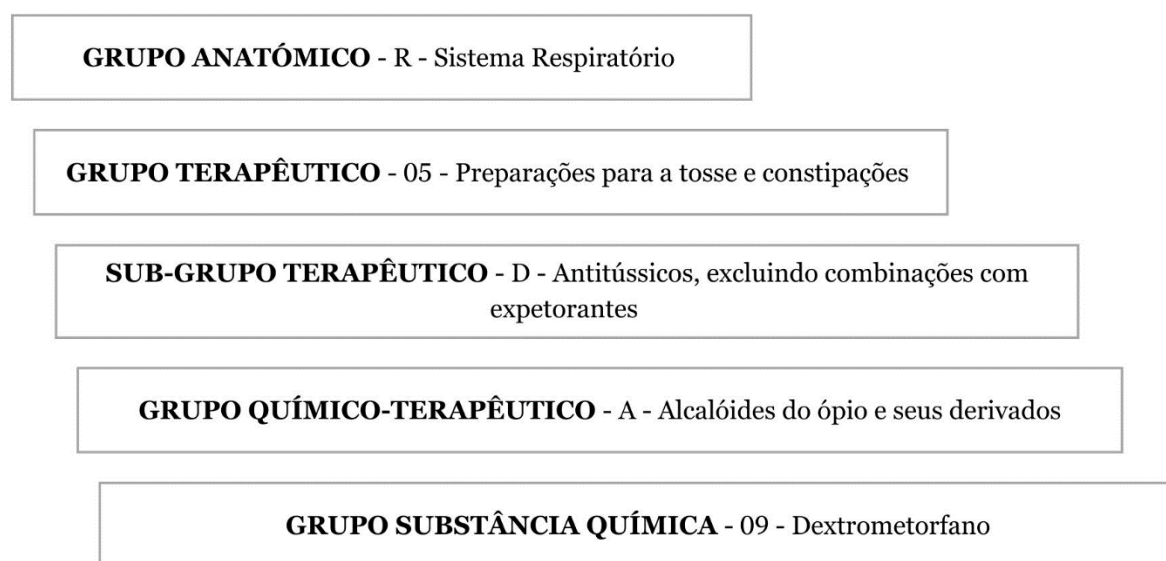 GRUPO ANATÓMICO - R - Sistema Respiratório
GRUPO TERAPÊUTICO - 05 - Preparações para a tosse e constipações
SUB-GRUPO TERAPÊUTICO - D - Antitússicos, excluindo combinações com
expetorantes
GRUPO QUÍMICO-TERAPÊUTICO - A - Alcalóides do ópio e seus derivados
GRUPO SUBSTÂNCIA QUÍMICA - 09 - Dextrometorfano